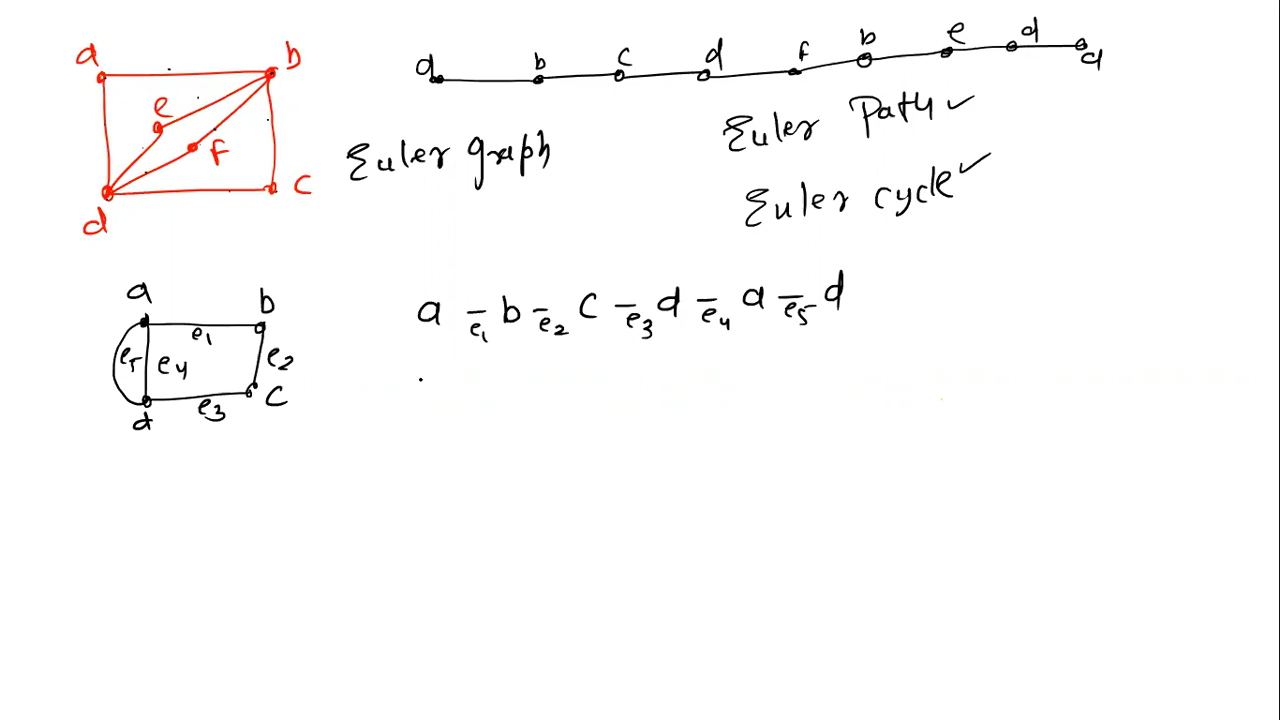 a b
e
f
d c
a b c d f b e d a
Euler graph
Euler Path ✓
Euler cycle ✓
a b
e1
e5 e4 e2
e3
d c
a – e1 b – e2 c – e3 d – e4 a – e5 d